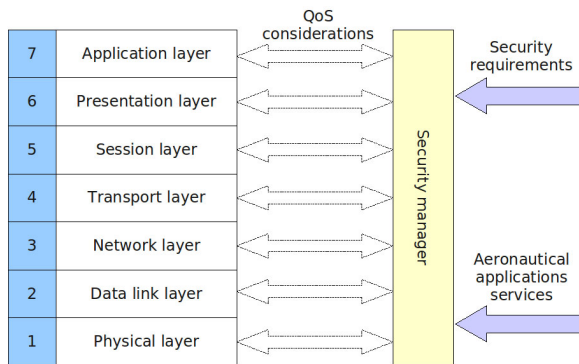 QoS
considerations
7 Application layer
6 Presentation layer
5 Session layer
4 Transport layer
3 Network layer
2 Data link layer
1 Physical layer
Security manager
Security
requirements
Aeronautical
applications
services